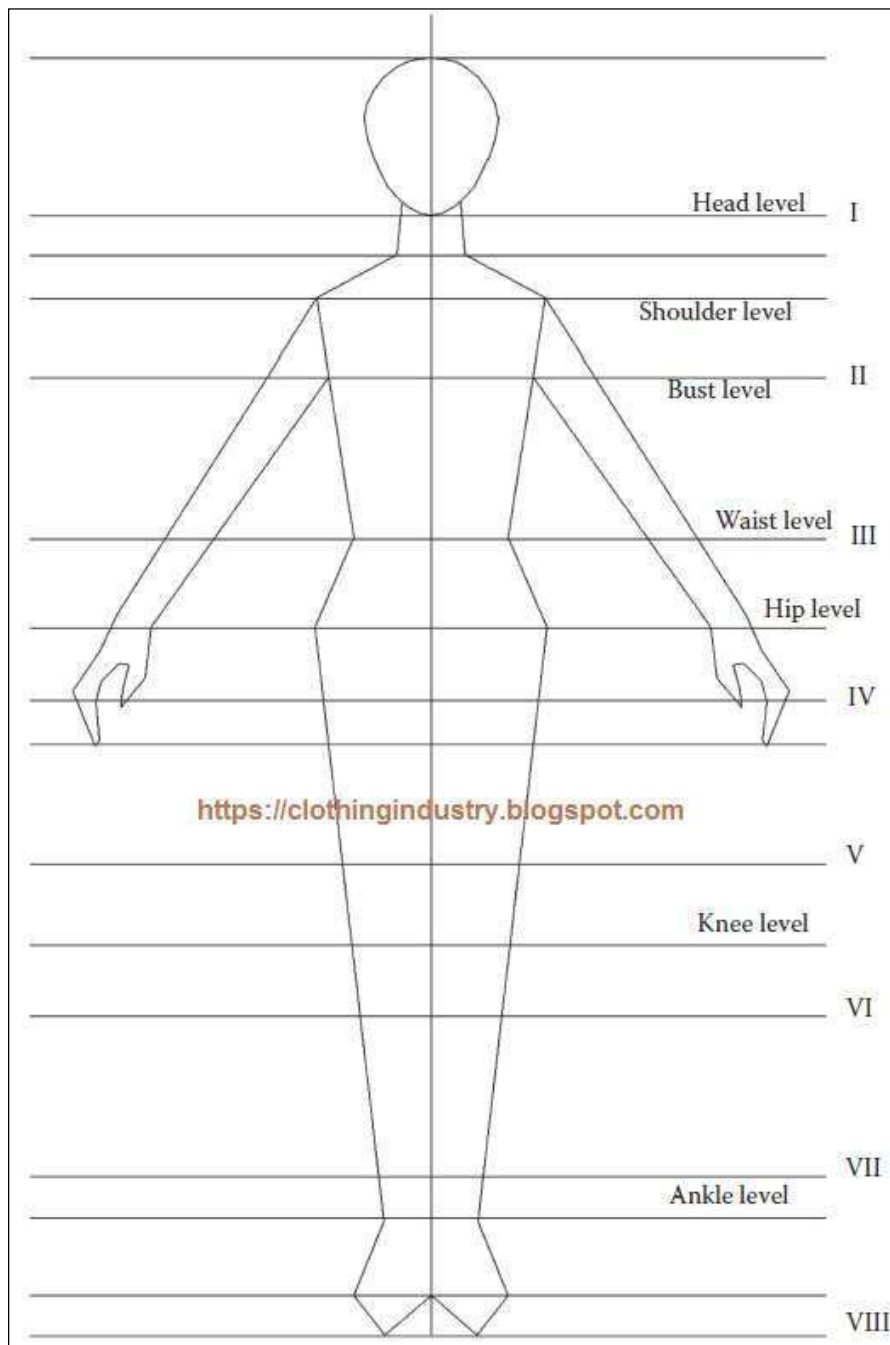 Head level I
Shoulder level
II
Bust level
Waist level III
Hip level
IV
https://clothingindustry.blogspot.com
V
Knee level
VI
VII
Ankle level
VIII